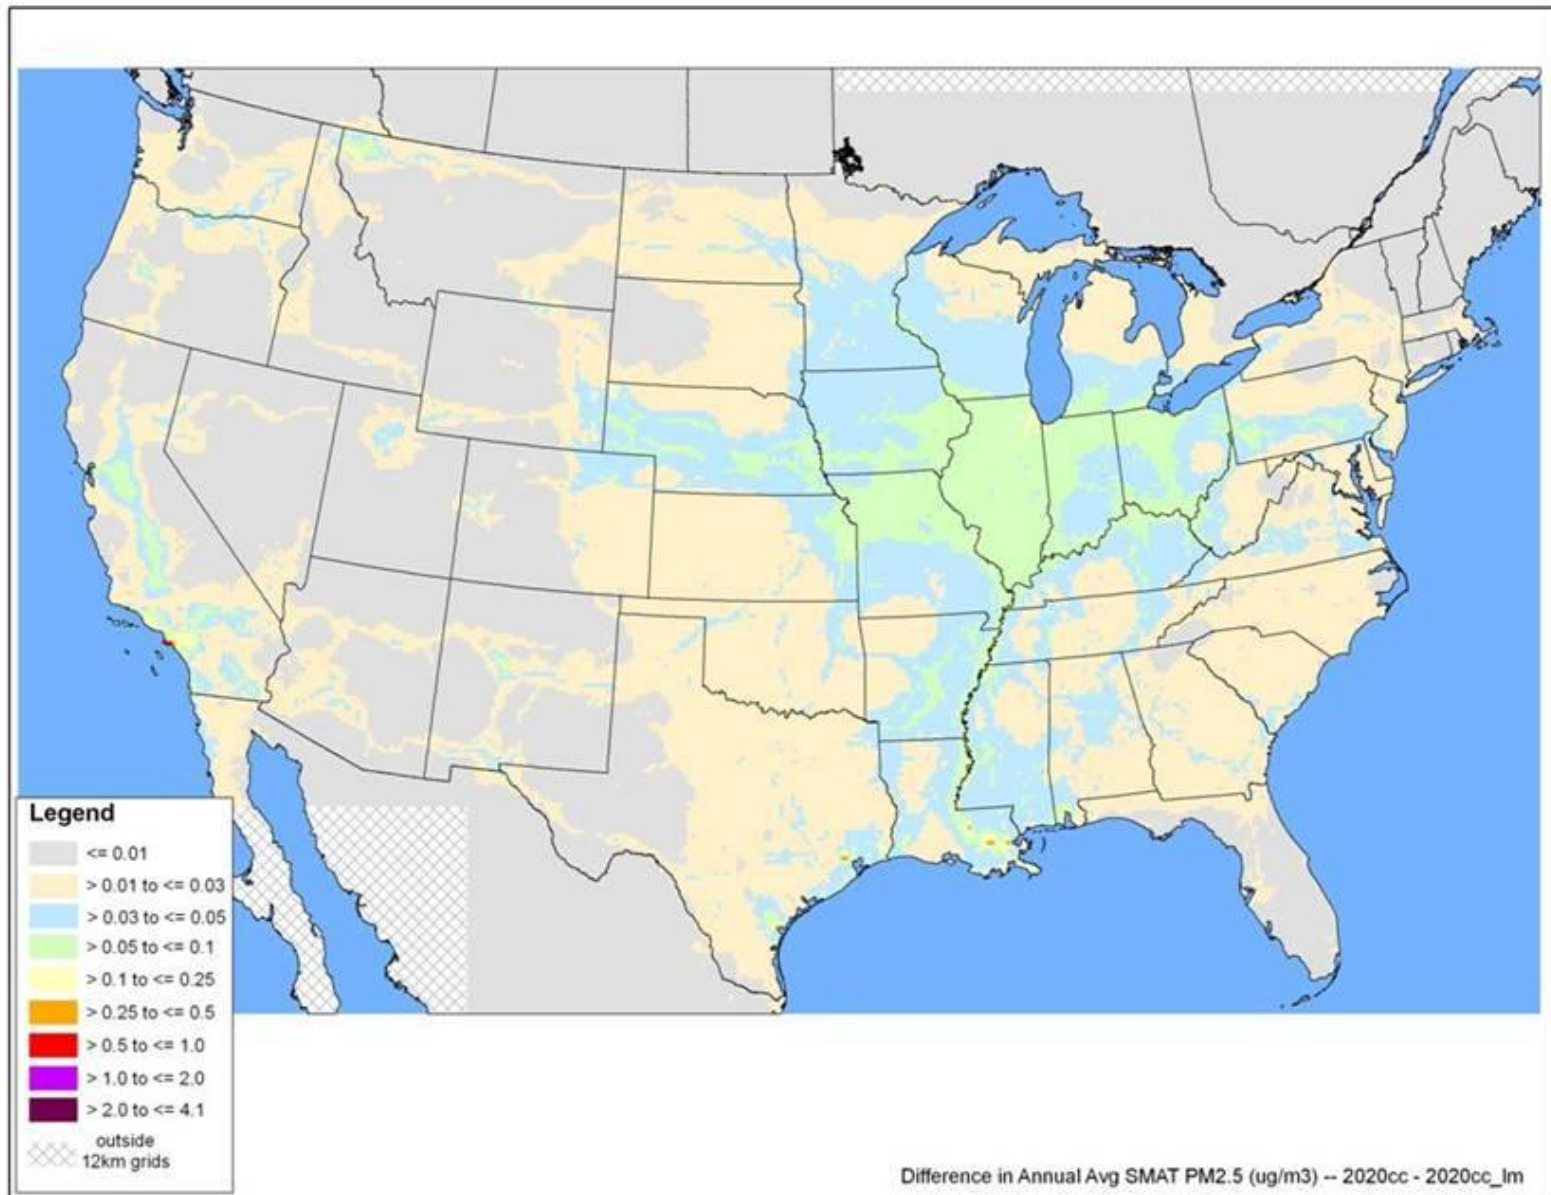 Legend
<= 0.01
> 0.01 to <= 0.03
> 0.03 to <= 0.05
> 0.05 to <= 0.1
> 0.1 to <= 0.25
> 0.25 to <= 0.5
> 0.5 to <= 1.0
> 1.0 to <= 2.0
> 2.0 to <= 4.1
outside
12km grids
Difference in Annual Avg SMAT PM2.5 (ug/m3) -- 2020cc - 2020cc_lm